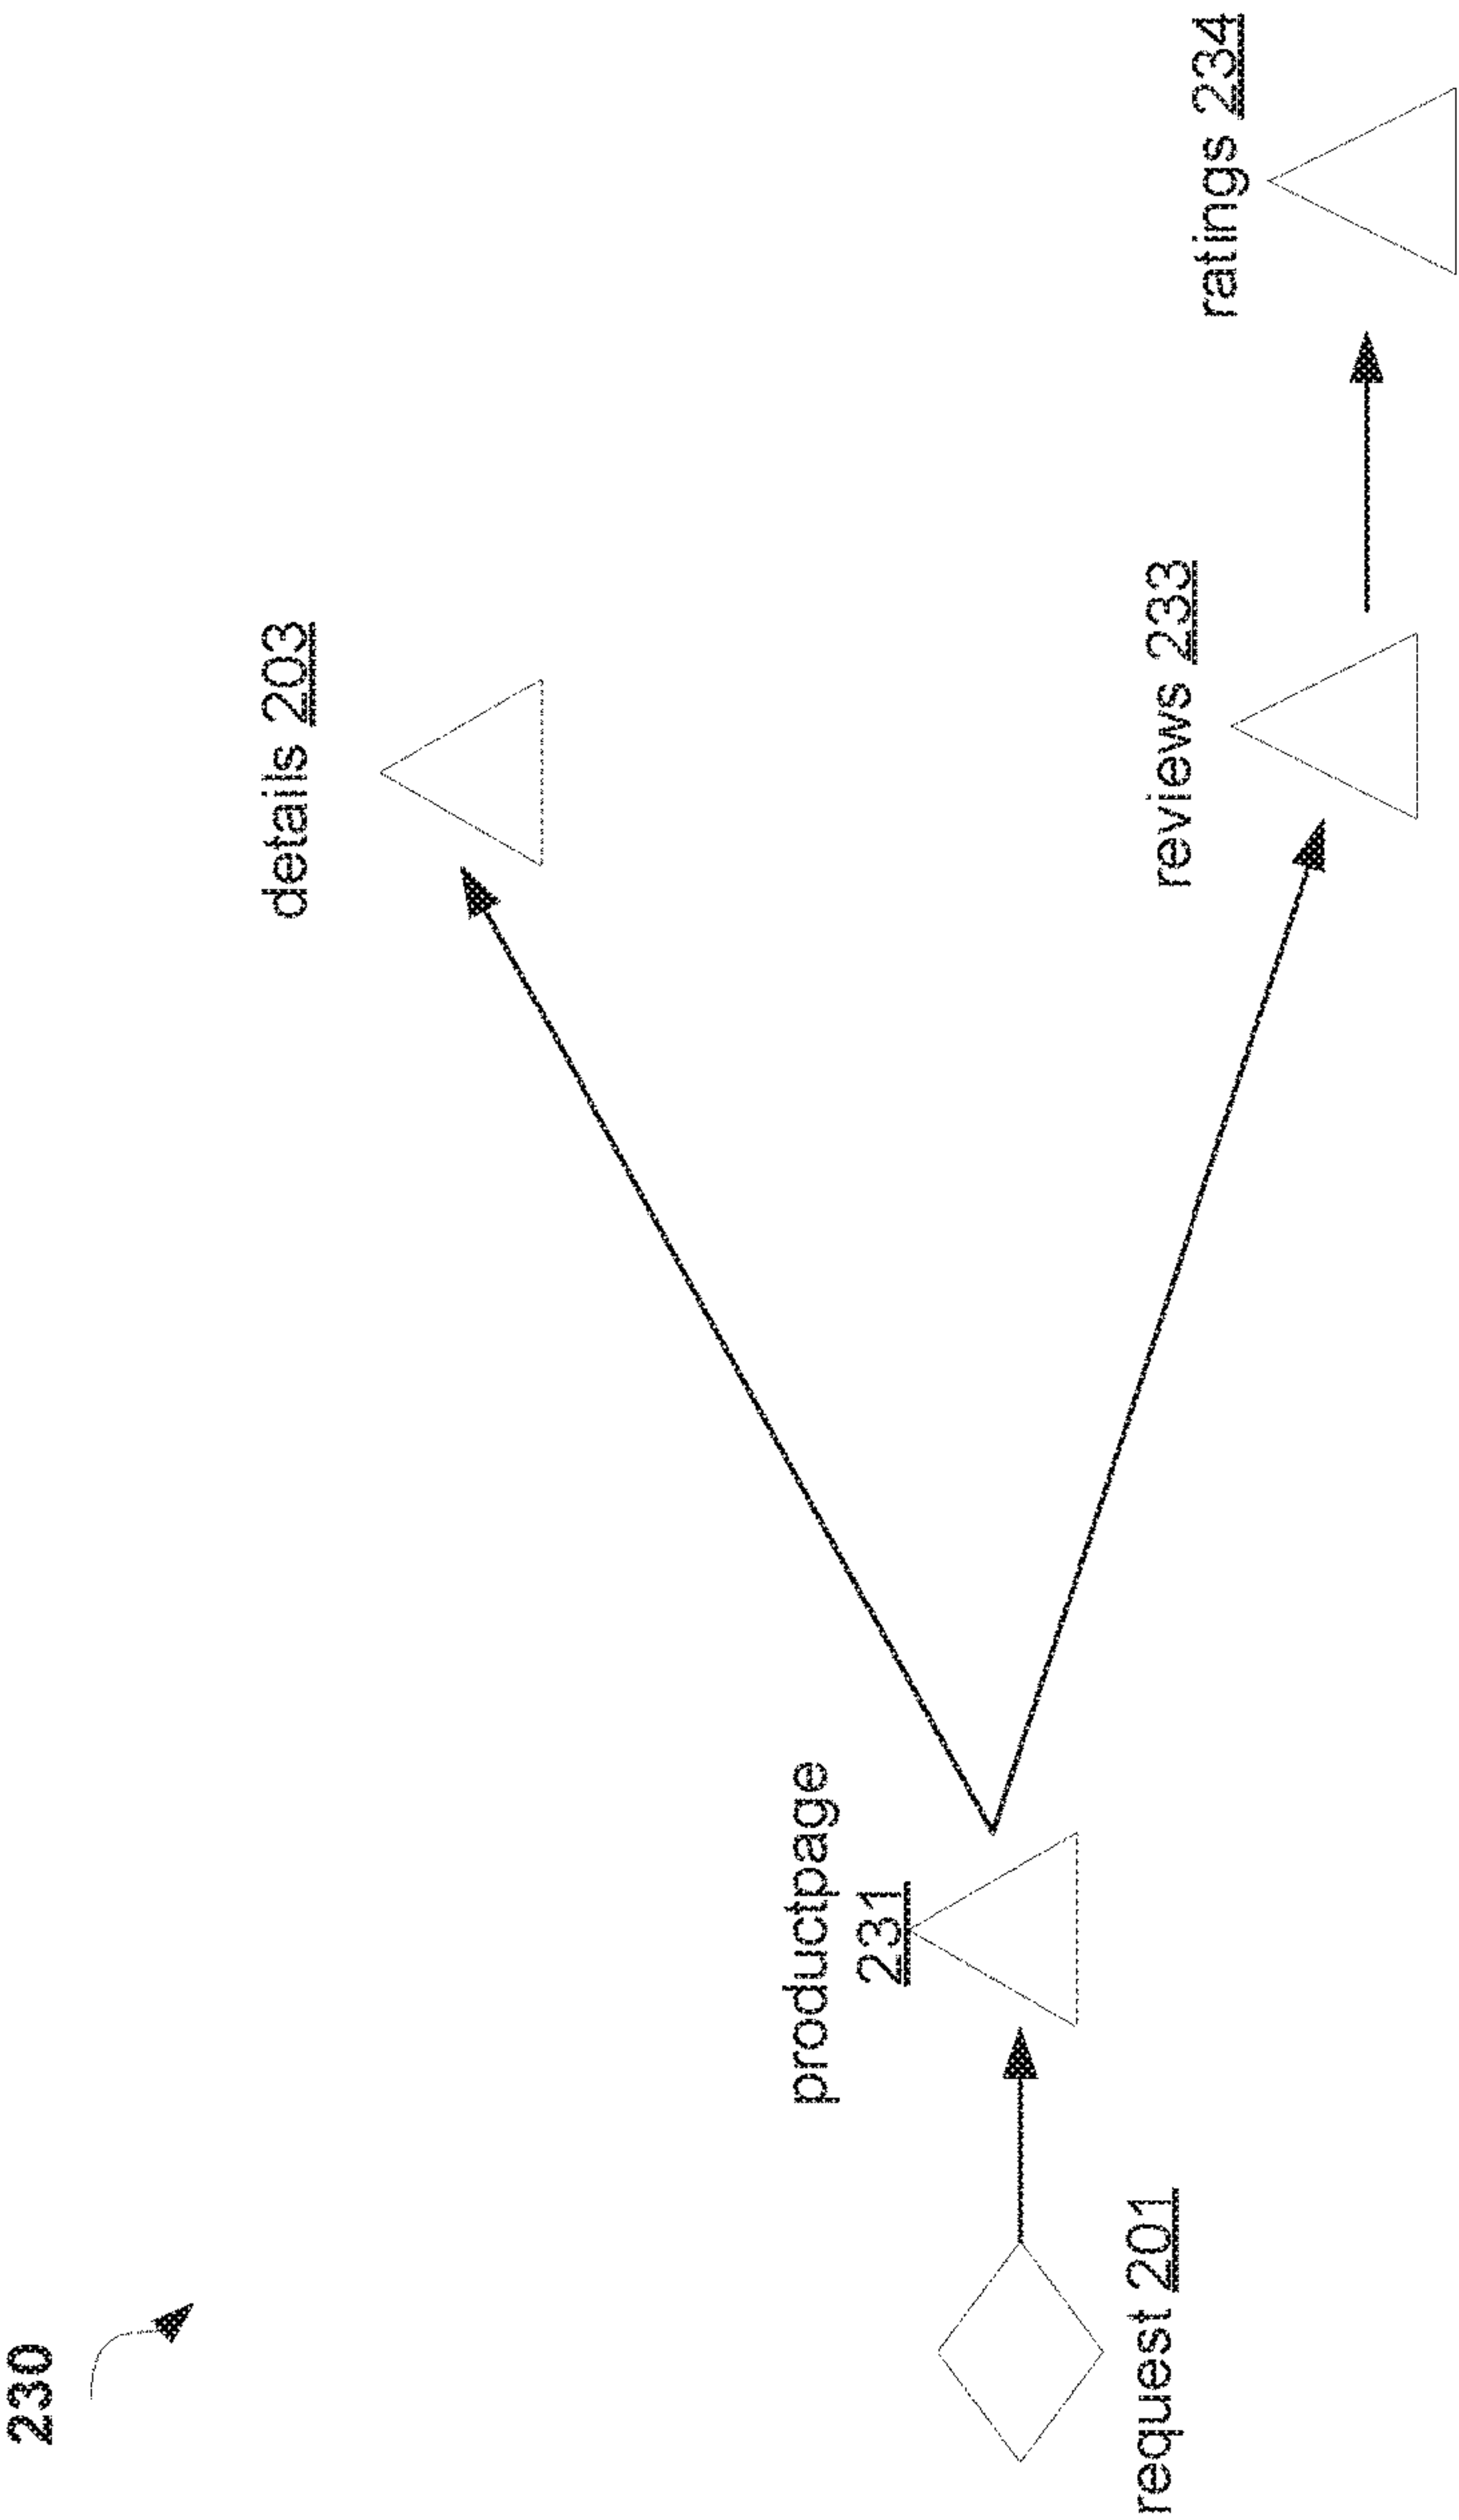 230
details 203
productpage
231
request 201
reviews 233
ratings 234